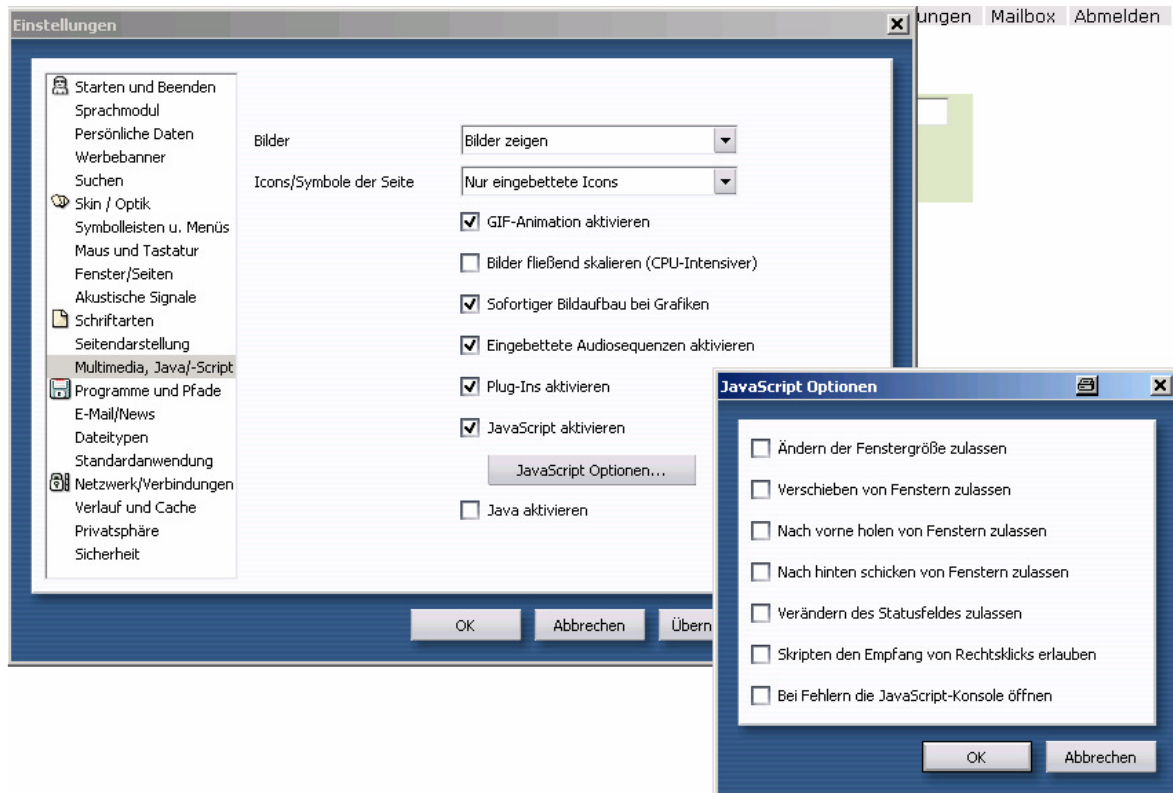 Einstellungen
ungen Mailbox Abmelden
Starten und Beenden
Sprachmodul
Persönliche Daten
Werbebanner
Suchen
Skin / Optik
Symbolleisten u. Menüs
Maus und Tastatur
Fenster/Seiten
Akustische Signale
Schriftarten
Seitendarstellung
Multimedia, Java/-Script
Programme und Pfade
E-Mail/News
Dateitypen
Standardanwendung
Netzwerk/Verbindungen
Verlauf und Cache
Privatsphäre
Sicherheit
Bilder Bilder zeigen
Icons/Symbole der Seite Nur eingebettete Icons
GIF-Animation aktivieren
Bilder fließend skalieren (CPU-Intensiver)
Sofortiger Bildaufbau bei Grafiken
Eingebettete Audiosequenzen aktivieren
Plug-Ins aktivieren
JavaScript aktivieren
JavaScript Optionen...
Java aktivieren
OK Abbrechen Übern
JavaScript Optionen
Ändern der Fenstergröße zulassen
Verschieben von Fenstern zulassen
Nach vorne holen von Fenstern zulassen
Nach hinten schicken von Fenstern zulassen
Verändern des Statusfeldes zulassen
Skripten den Empfang von Rechtsklicks erlauben
Bei Fehlern die JavaScript-Konsole öffnen
OK Abbrechen